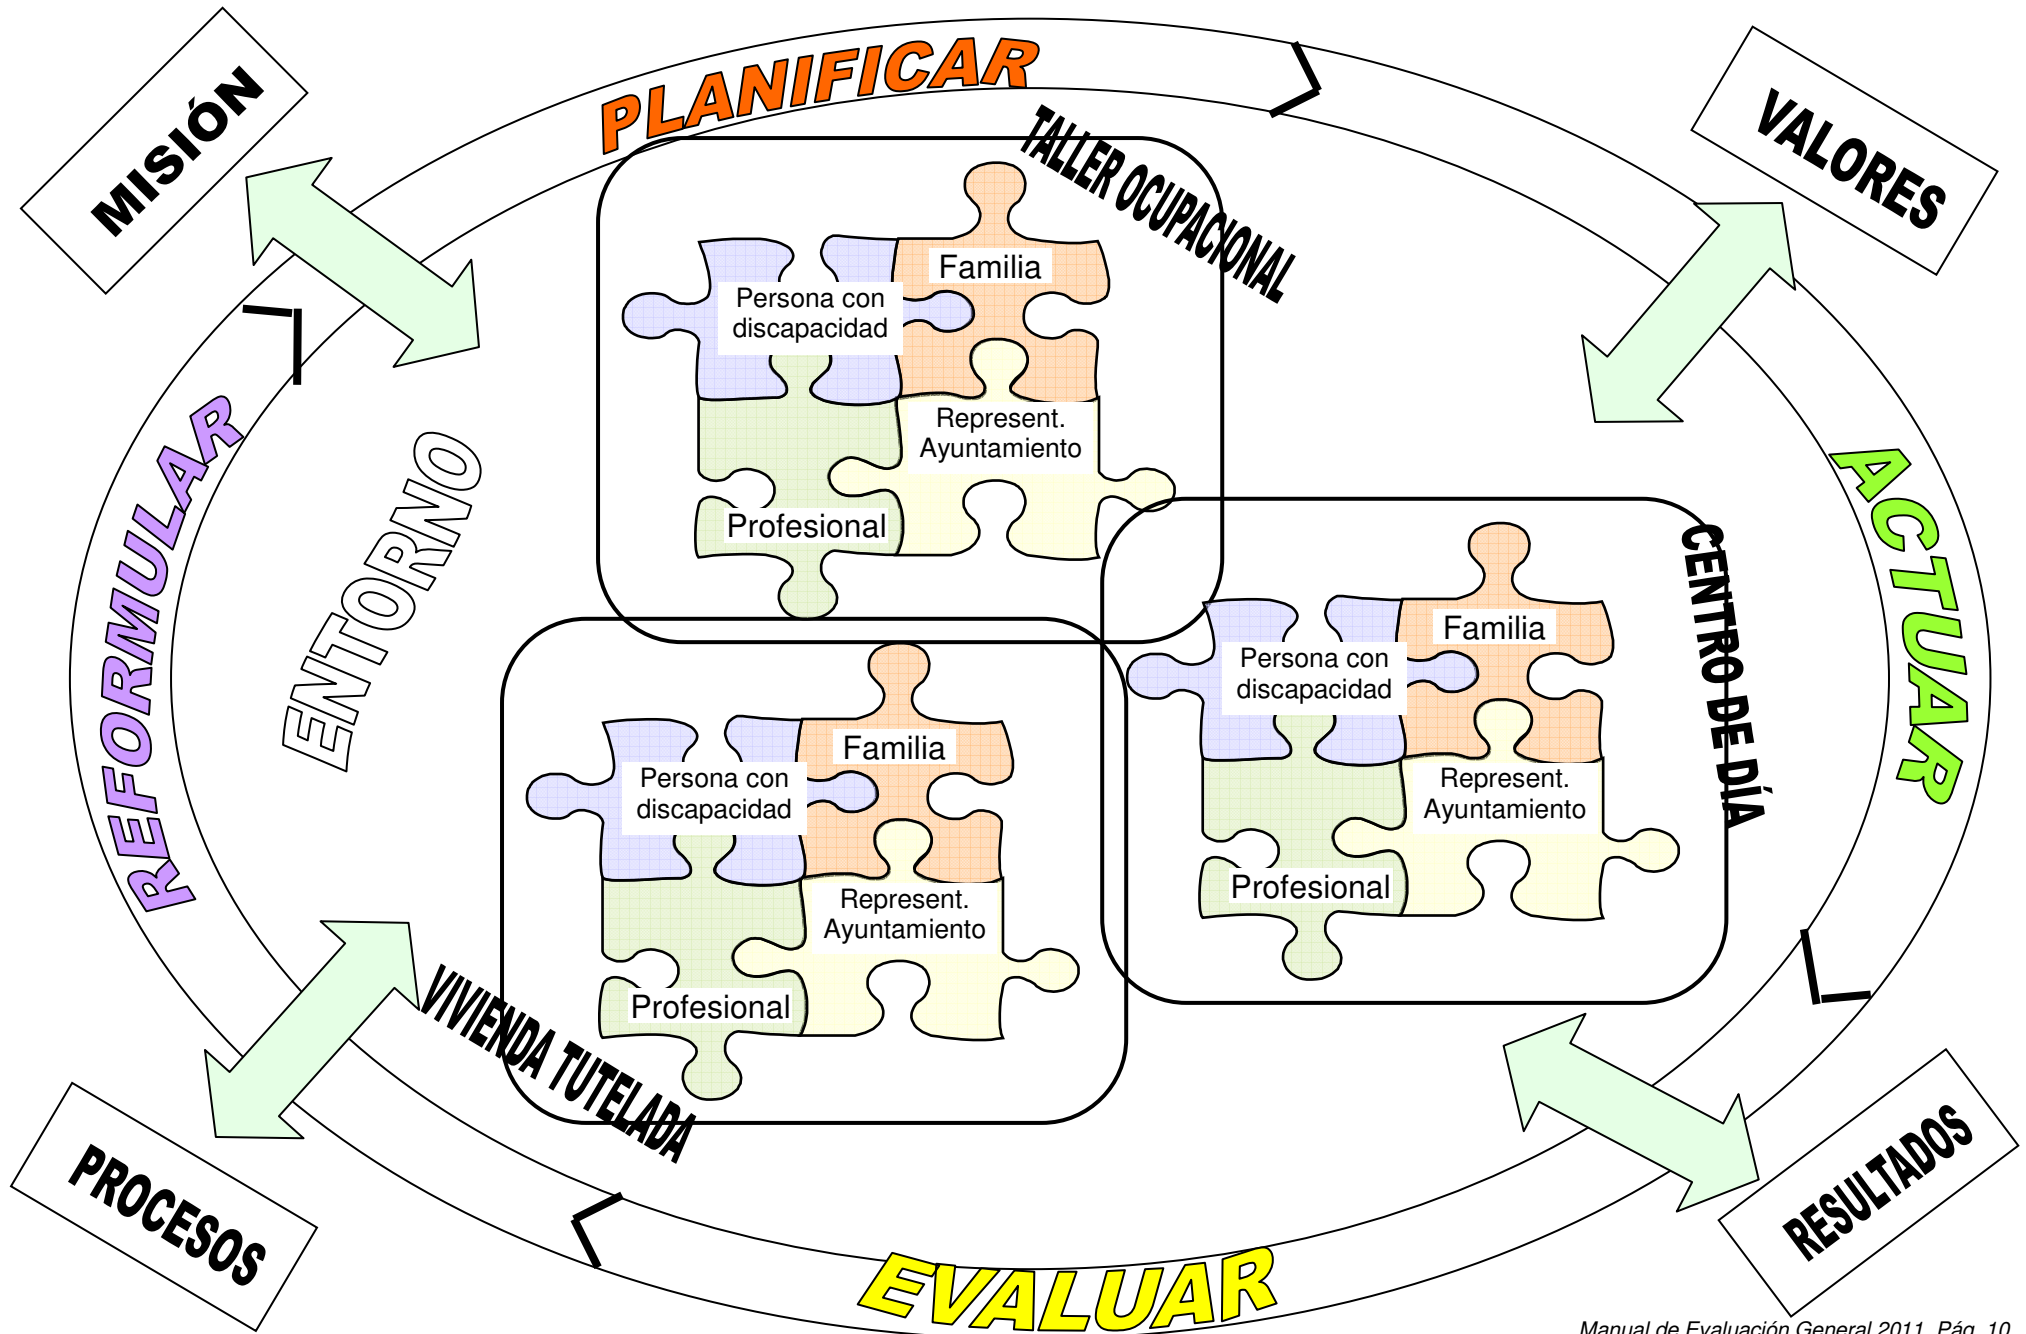 PLANIFICAR
MISIÓN
VALORES
TALLER OCUPACIONAL
Familia
Persona con
discapacidad
Represent.
Ayuntamiento
Profesional
REFORMULAR
ENTORNO
ACTUAR
CENTRO DE DÍA
Familia
Persona con
discapacidad
Represent.
Ayuntamiento
Profesional
Familia
Persona con
discapacidad
Represent.
Ayuntamiento
Profesional
VIVIENDA TUTELADA
PROCESOS
RESULTADOS
EVALUAR
Manual de Evaluación General 2011. Pág. 10